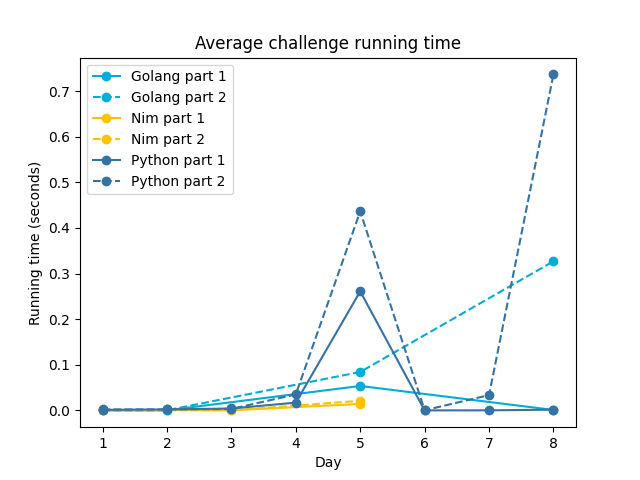 Average challenge running time
Golang part 1
Golang part 2
Nim part 1
Nim part 2
Python part 1
Python part 2
Running time (seconds)
0.7
0.6
0.5
0.4
0.3
0.2
0.1
0.0
1 2 3 4 5 6 7 8
Day